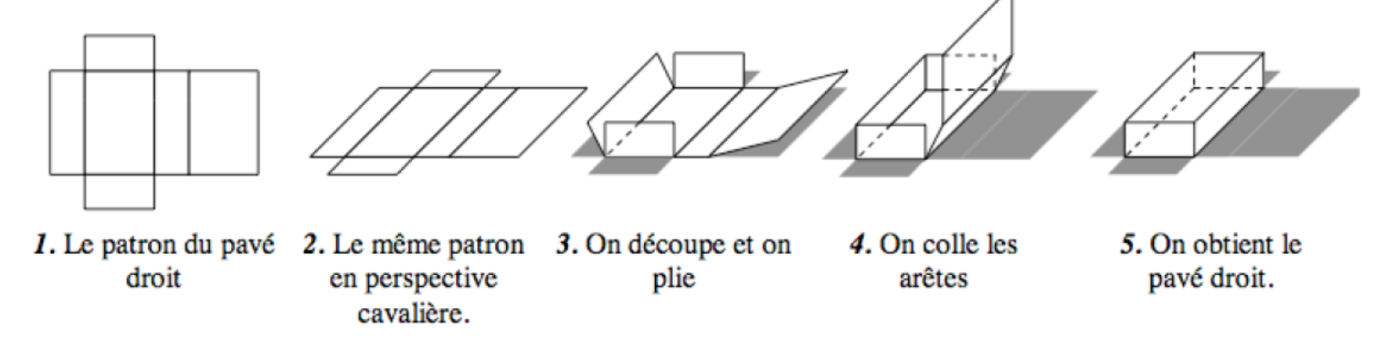 1. Le patron du pavé
droit
2. Le même patron
en perspective
cavalière.
3. On découpe et on
plie
4. On colle les
arêtes
5. On obtient le
pavé droit.